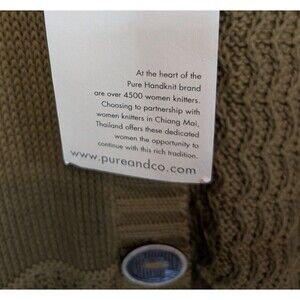 At the heart of the
Pure Handknit brand
are over 4500 women knitters.
Choosing to partnership with
women knitters in Chiang Mai,
Thailand offers these dedicated
women the opportunity to
continue with this rich tradition.
www.pureandco.com